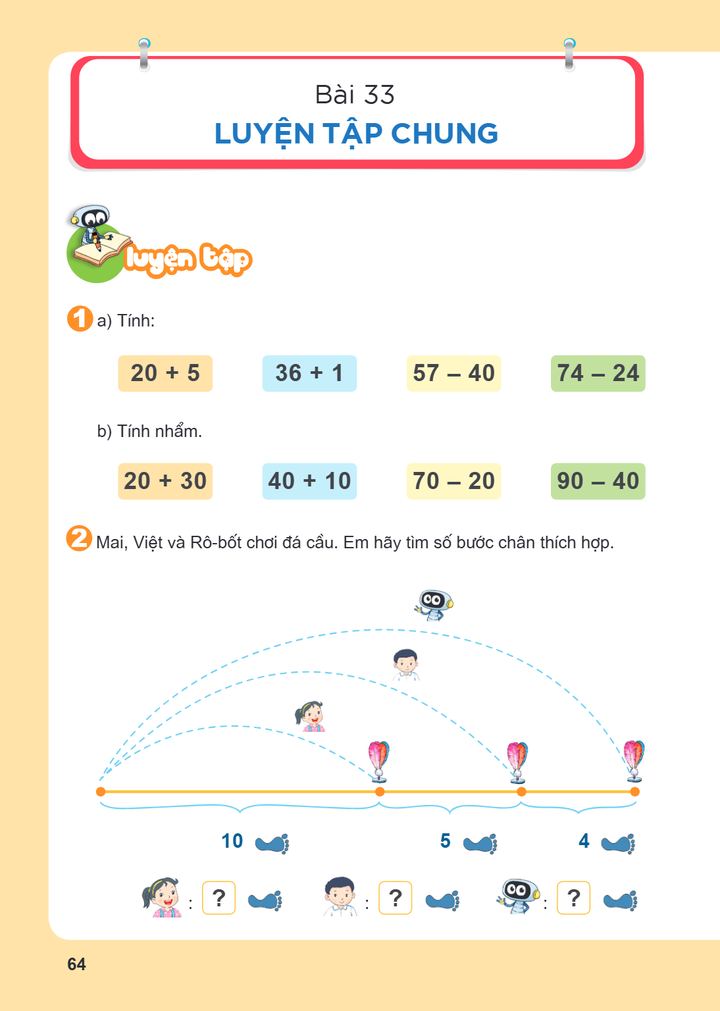 Bài 33
LUYỆN TẬP CHUNG
luyện tập
1 a) Tính:
20 + 5 36 + 1 57 – 40 74 – 24
b) Tính nhẩm.
20 + 30 40 + 10 70 – 20 90 – 40
2 Mai, Việt và Rô-bốt chơi đá cầu. Em hãy tìm số bước chân thích hợp.
10 5 4
: ? : ? : ?
64